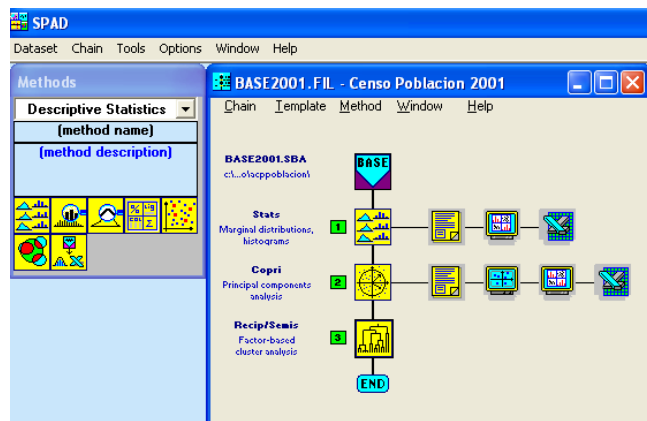 SPAD
Dataset Chain Tools Options Window Help
Methods
Descriptive Statistics
(method name)
(method description)
BASE2001.FIL - Censo Poblacion 2001
Chain Template Method Window Help
BASE2001.SBA
c:\...o\acppoblacion\
BASE
Stats
Marginal distributions,
histograms
1
Copri
Principal components
analysis
2
Recip/Semis
Factor-based
cluster analysis
3
END